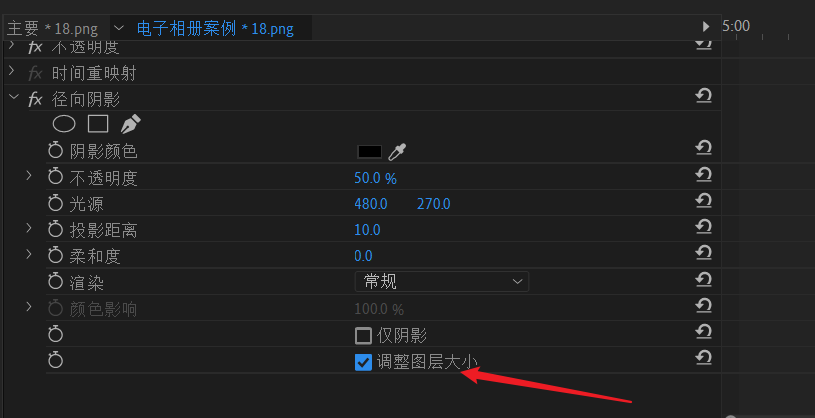 主要 * 18.png 电子相册案例 * 18.png 5:00
fx 不透明度
fx 时间重映射
fx 径向阴影
阴影颜色
不透明度 50.0 %
光源 480.0 270.0
投影距离 10.0
柔和度 0.0
渲染 常规
颜色影响 100.0 %
仅阴影
调整图层大小